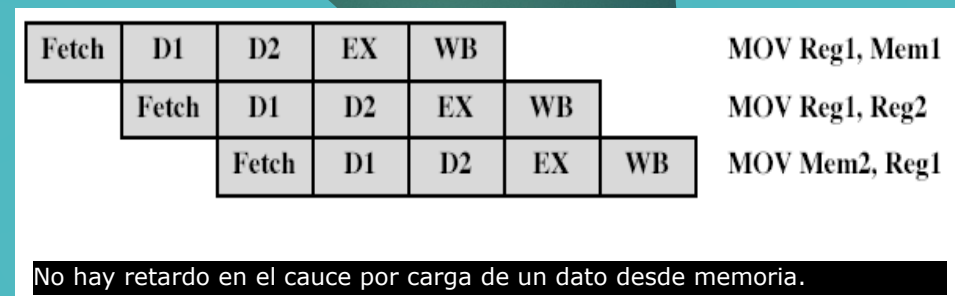 Fetch D1 D2 EX WB MOV Reg1, Mem1
Fetch D1 D2 EX WB MOV Reg1, Reg2
Fetch D1 D2 EX WB MOV Mem2, Reg1
No hay retardo en el cauce por carga de un dato desde memoria.